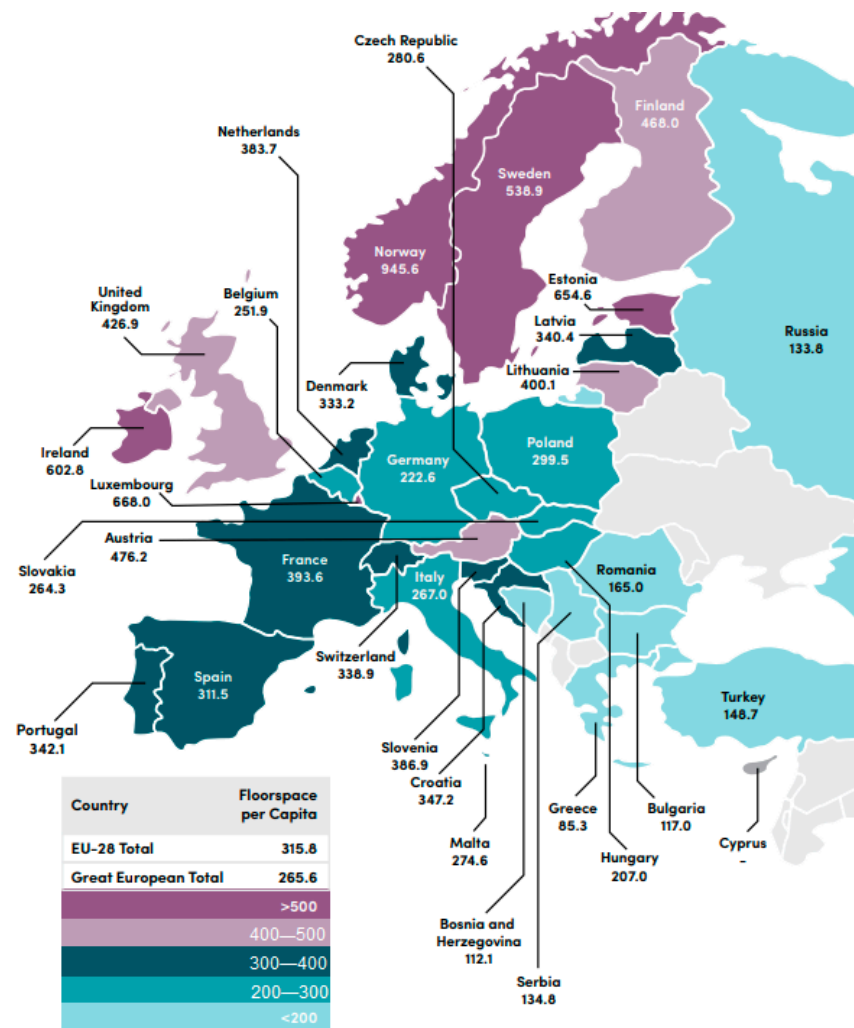 Czech Republic
280.6
Finland
468.0
Netherlands
383.7
Sweden
538.9
Norway
945.6
Estonia
654.6
United
Kingdom
426.9
Belgium
251.9
Latvia
340.4
Russia
133.8
Denmark
333.2
Lithuania
400.1
Ireland
602.8
Germany
222.6
Poland
299.5
Luxembourg
668.0
Austria
476.2
Slovakia
264.3
France
393.6
Italy
267.0
Romania
165.0
Switzerland
338.9
Spain
311.5
Turkey
148.7
Portugal
342.1
Slovenia
386.9
Croatia
347.2
Greece
85.3
Bulgaria
117.0
Malta
274.6
Cyprus
-
Hungary
207.0
Bosnia and
Herzegovina
112.1
Serbia
134.8
Country Floorspace
per Capita
EU-28 Total 315.8
Great European Total 265.6
>500
400—500
300—400
200—300
<200